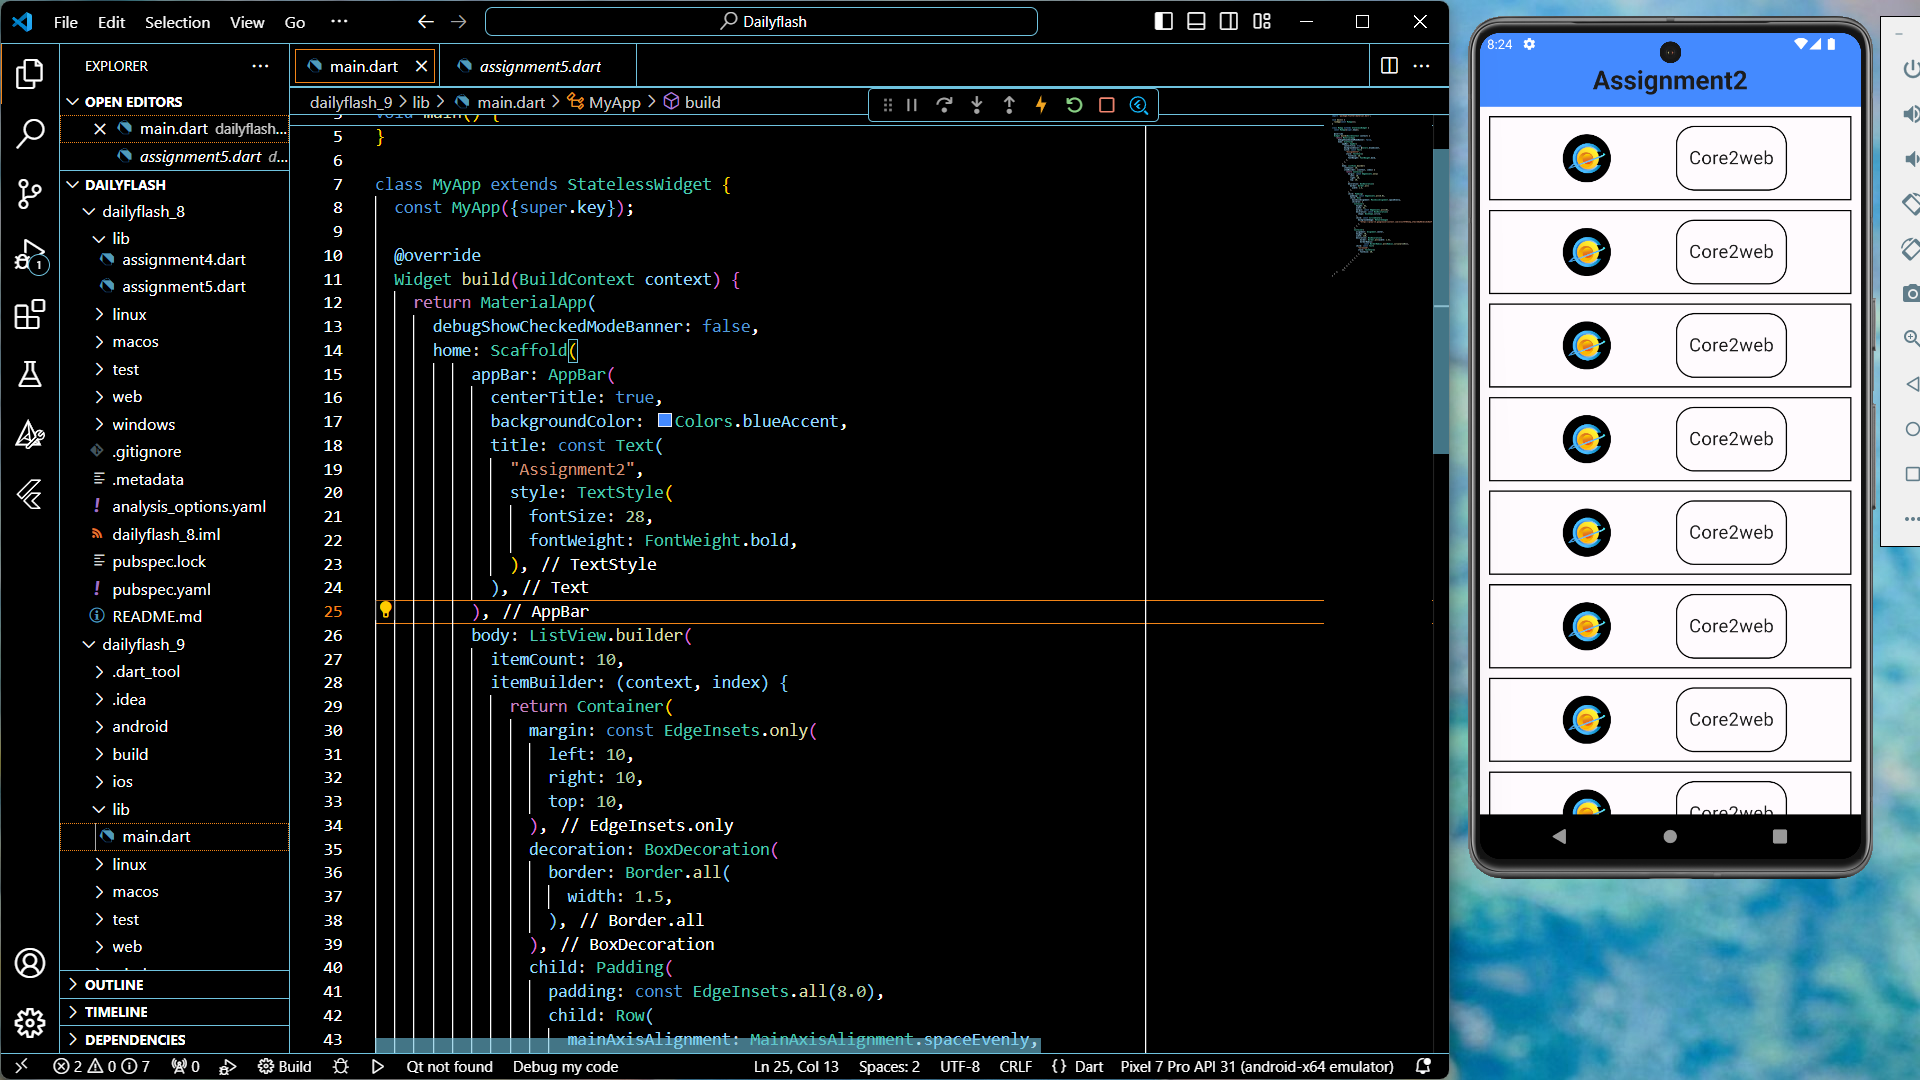 File Edit Selection View Go ···
Dailyflash
EXPLORER
OPEN EDITORS
main.dart dailyflash...
assignment5.dart d...
DAILYFLASH
dailyflash_8
lib
assignment4.dart
assignment5.dart
linux
macos
test
web
windows
.gitignore
.metadata
analysis_options.yaml
dailyflash_8.iml
pubspec.lock
pubspec.yaml
README.md
dailyflash_9
.dart_tool
.idea
android
build
ios
lib
main.dart
linux
macos
test
web
OUTLINE
TIMELINE
DEPENDENCIES
1
main.dart
assignment5.dart
dailyflash_9 > lib > main.dart > MyApp > build
void main() {
5 }
6
7 class MyApp extends StatelessWidget {
8 const MyApp({super.key});
9
10 @override
11 Widget build(BuildContext context) {
12 return MaterialApp(
13 debugShowCheckedModeBanner: false,
14 home: Scaffold(
15 appBar: AppBar(
16 centerTitle: true,
17 backgroundColor: Colors.blueAccent,
18 title: const Text(
19 "Assignment2",
20 style: TextStyle(
21 fontSize: 28,
22 fontWeight: FontWeight.bold,
23 ), // TextStyle
24 ), // Text
25 ), // AppBar
26 body: ListView.builder(
27 itemCount: 10,
28 itemBuilder: (context, index) {
29 return Container(
30 margin: const EdgeInsets.only(
31 left: 10,
32 right: 10,
33 top: 10,
34 ), // EdgeInsets.only
35 decoration: BoxDecoration(
36 border: Border.all(
37 width: 1.5,
38 ), // Border.all
39 ), // BoxDecoration
40 child: Padding(
41 padding: const EdgeInsets.all(8.0),
42 child: Row(
43 mainAxisAlignment: MainAxisAlignment.spaceEvenly,
2 0 7 0 Build Qt not found Debug my code Ln 25, Col 13 Spaces: 2 UTF-8 CRLF {} Dart Pixel 7 Pro API 31 (android-x64 emulator)
8:24
Assignment2
Core2web
Core2web
Core2web
Core2web
Core2web
Core2web
Core2web
Core2web